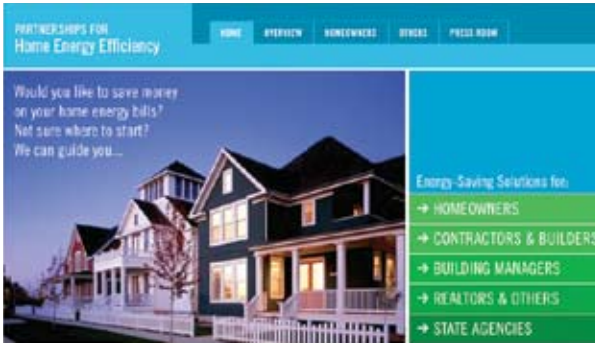 PARTNERSHIPS FOR
Home Energy Efficiency
HOME OVERVIEW HOMEOWNERS OTHERS PRESS ROOM
Would you like to save money
on your home energy bills?
Not sure where to start?
We can guide you...
Energy-Saving Solutions for:
→ HOMEOWNERS
→ CONTRACTORS & BUILDERS
→ BUILDING MANAGERS
→ REALTORS & OTHERS
→ STATE AGENCIES